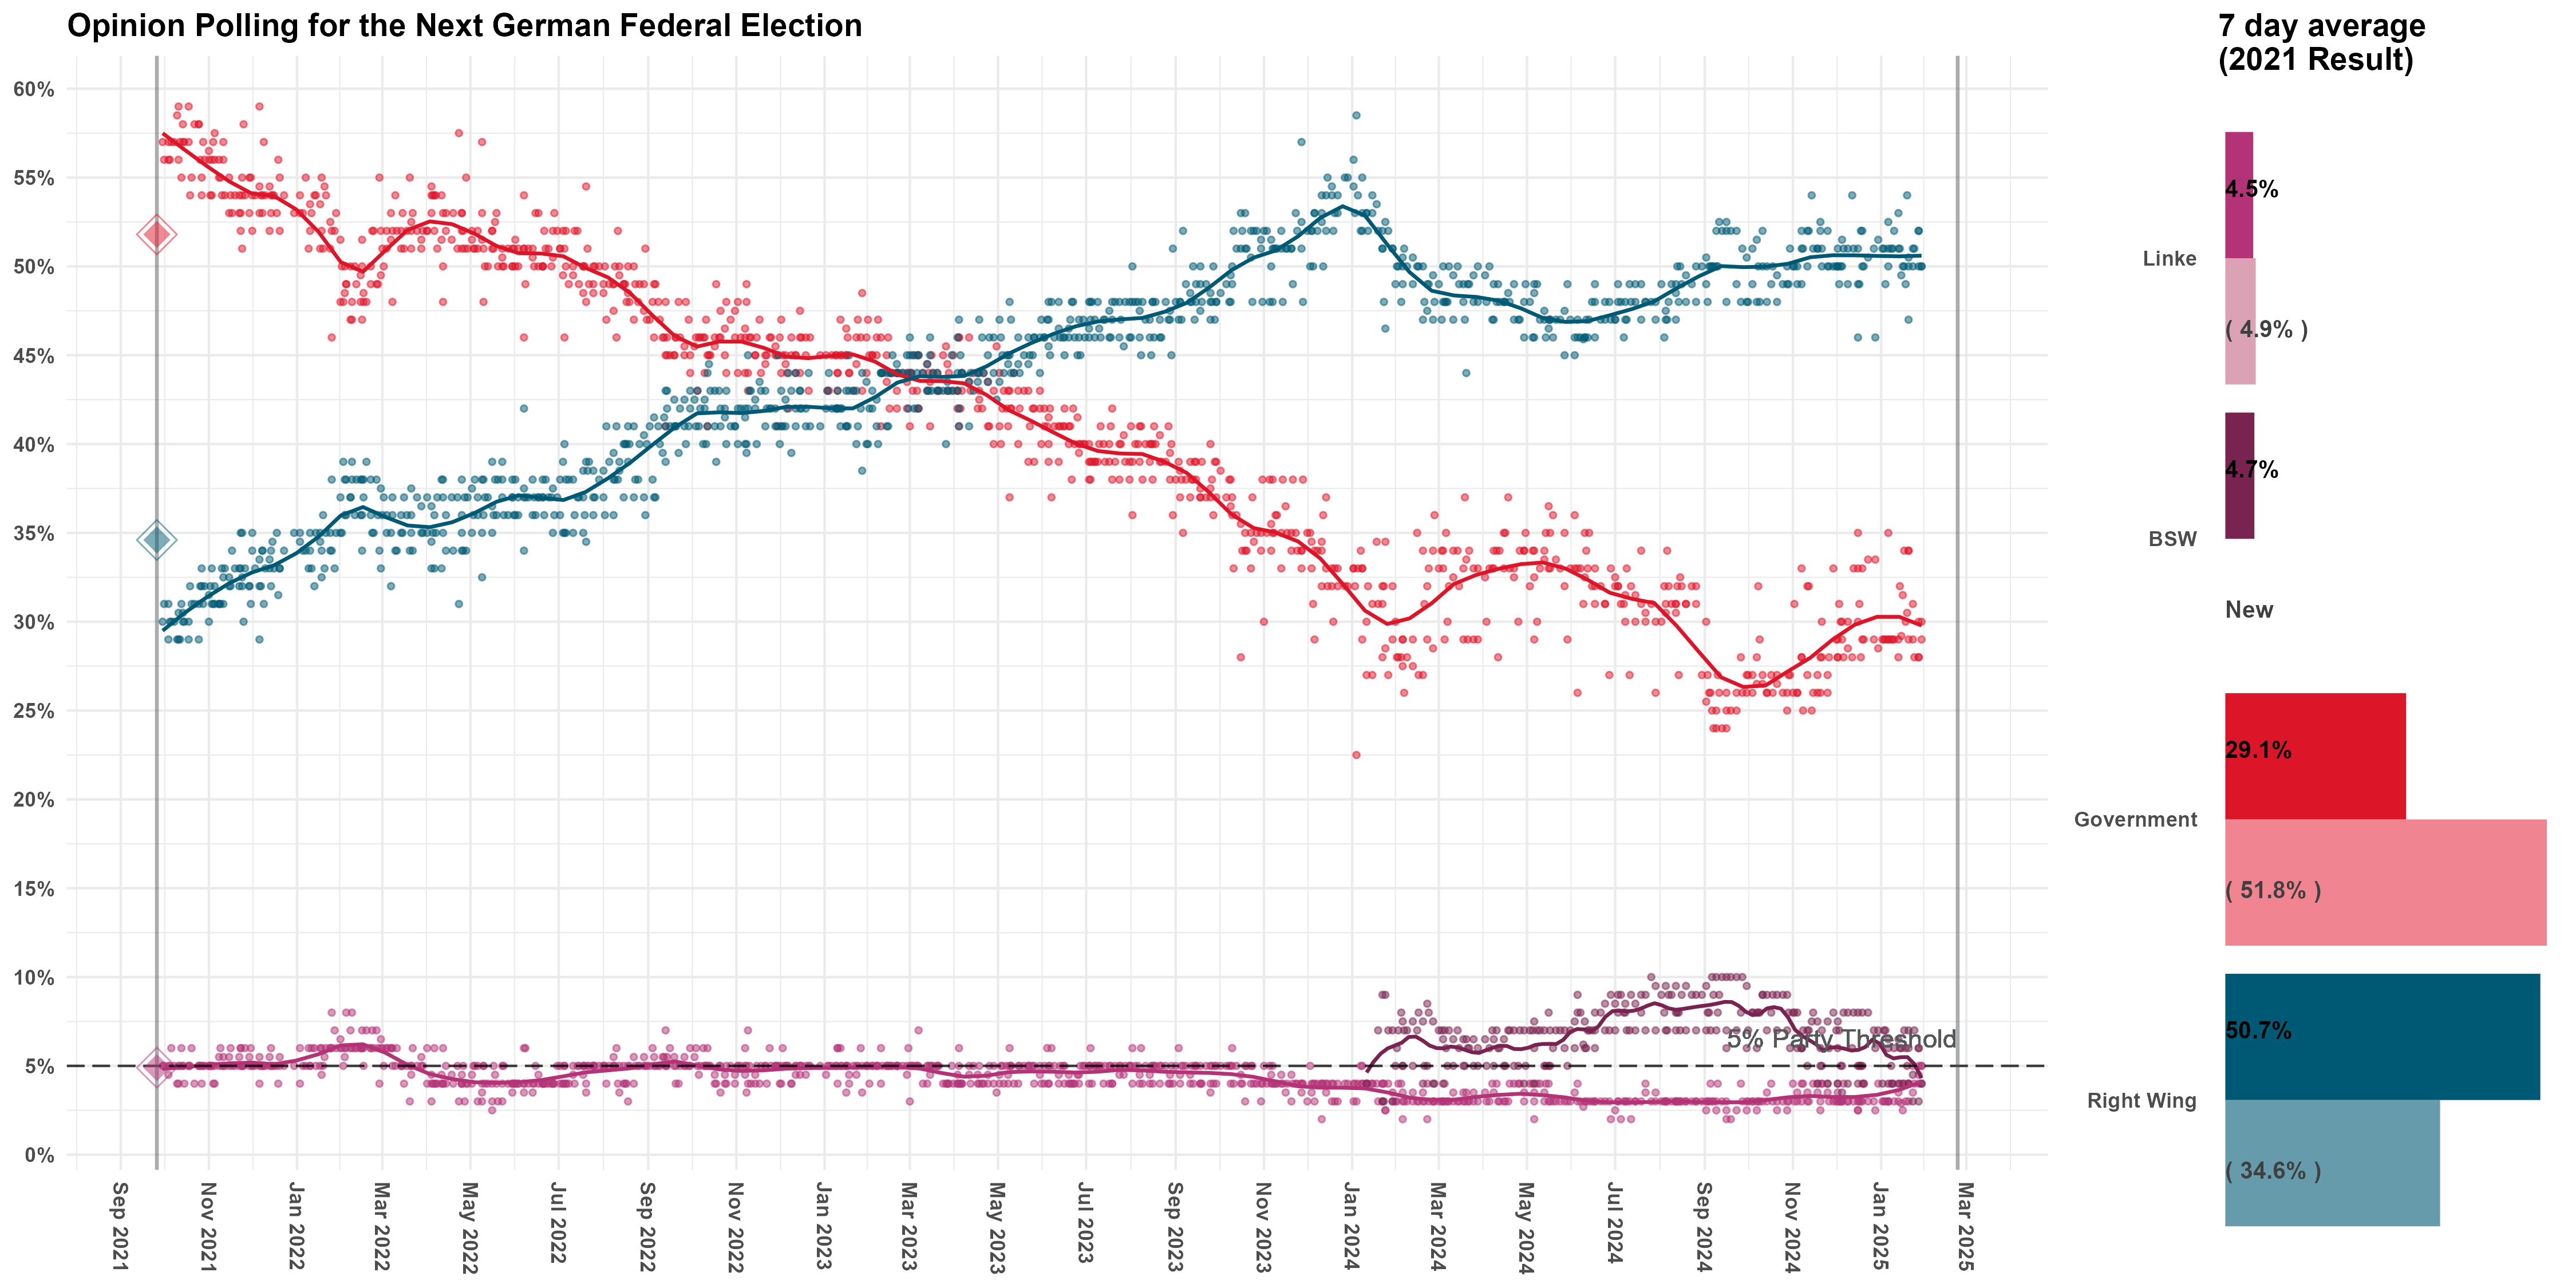 Opinion Polling for the Next German Federal Election
7 day average
(2021 Result)
60%
55%
50%
45%
40%
35%
30%
25%
20%
15%
10%
5%
0%
5% Party Threshold
Sep 2021
Nov 2021
Jan 2022
Mar 2022
May 2022
Jul 2022
Sep 2022
Nov 2022
Jan 2023
Mar 2023
May 2023
Jul 2023
Sep 2023
Nov 2023
Jan 2024
Mar 2024
May 2024
Jul 2024
Sep 2024
Nov 2024
Jan 2025
Mar 2025
4.5%
Linke
( 4.9% )
4.7%
BSW
New
29.1%
Government
( 51.8% )
50.7%
Right Wing
( 34.6% )